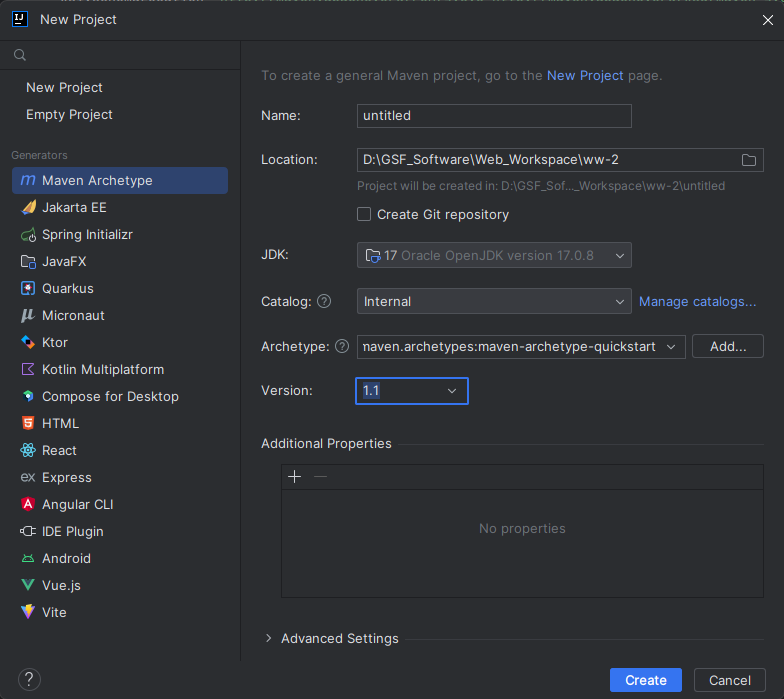 New Project
New Project
Empty Project
Generators
Maven Archetype
Jakarta EE
Spring Initializr
JavaFX
Quarkus
Micronaut
Ktor
Kotlin Multiplatform
Compose for Desktop
HTML
React
ex Express
Angular CLI
IDE Plugin
Android
Vue.js
Vite
To create a general Maven project, go to the New Project page.
Name: untitled
Location: D:\GSF_Software\Web_Workspace\ww-2
Project will be created in: D:\GSF_Sof..._Workspace\ww-2\untitled
Create Git repository
JDK: 17 Oracle OpenJDK version 17.0.8
Catalog: ? Internal Manage catalogs...
Archetype: ? maven.archetypes:maven-archetype-quickstart Add...
Version: 1.1
Additional Properties
No properties
Advanced Settings
? Create Cancel